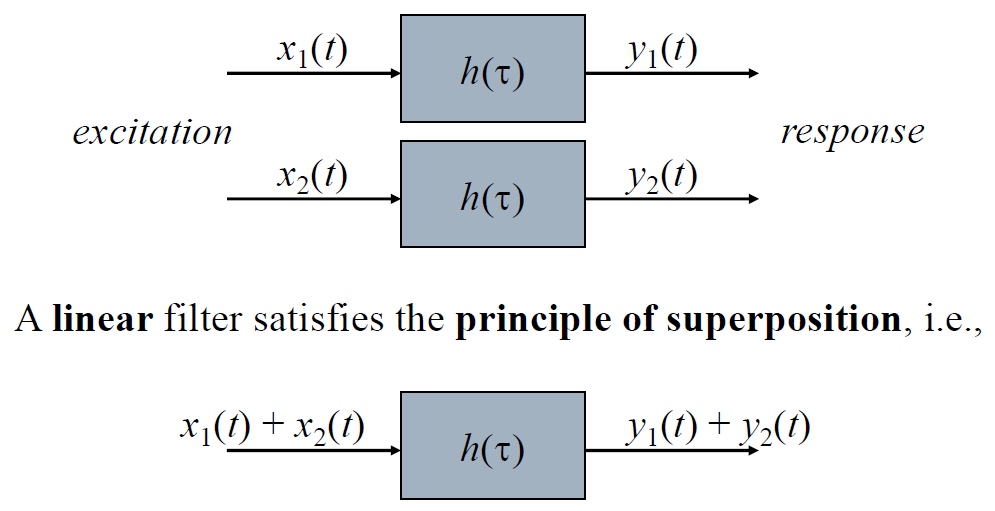 x₁(t) h(τ) y₁(t)
excitation response
x₂(t) h(τ) y₂(t)
A linear filter satisfies the principle of superposition, i.e.,
x₁(t) + x₂(t) h(τ) y₁(t) + y₂(t)